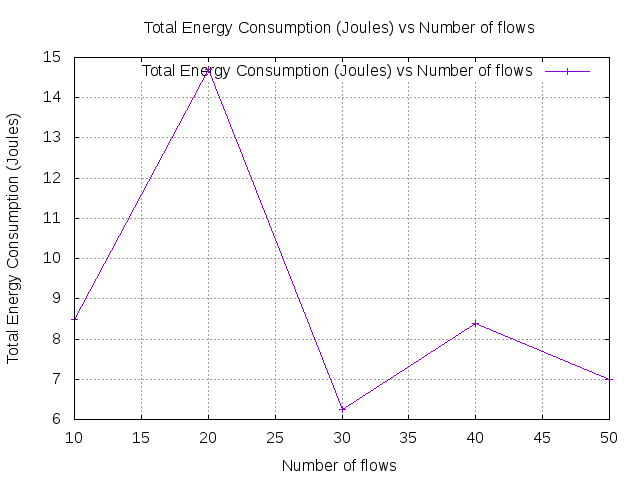 Total Energy Consumption (Joules) vs Number of flows
Total Energy Consumption (Joules) vs Number of flows
15
14
13
12
11
10
9
8
7
6
Total Energy Consumption (Joules)
10 15 20 25 30 35 40 45 50
Number of flows